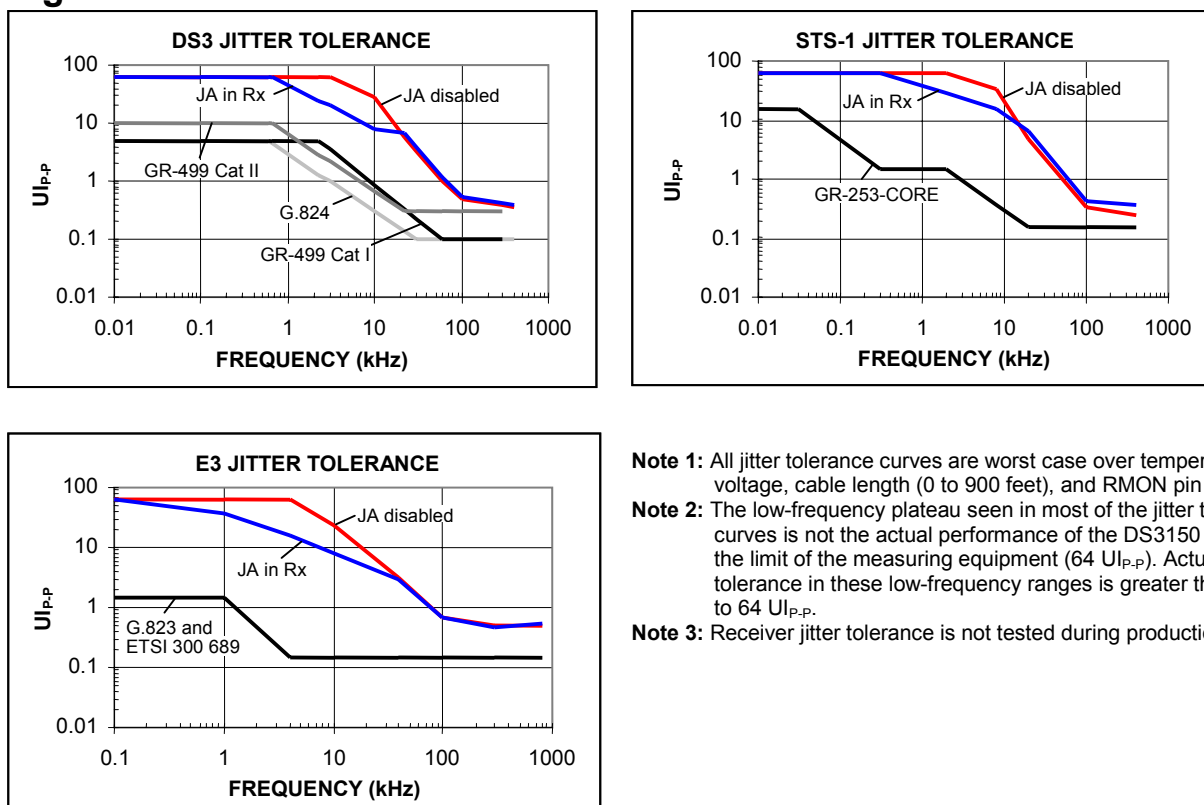 DS3 JITTER TOLERANCE
UIP-P
100
10
1
0.1
0.01
JA in Rx
JA disabled
GR-499 Cat II
G.824
GR-499 Cat I
0.01 0.1 1 10 100 1000
FREQUENCY (kHz)
STS-1 JITTER TOLERANCE
UIP-P
100
10
1
0.1
0.01
JA in Rx
JA disabled
GR-253-CORE
0.01 0.1 1 10 100 1000
FREQUENCY (kHz)
E3 JITTER TOLERANCE
UIP-P
100
10
1
0.1
0.01
JA disabled
JA in Rx
G.823 and
ETSI 300 689
0.1 1 10 100 1000
FREQUENCY (kHz)
Note 1: All jitter tolerance curves are worst case over
voltage, cable length (0 to 900 feet), and RMON pin
Note 2: The low-frequency plateau seen in most of the jitter
curves is not the actual performance of the DS3150
the limit of the measuring equipment (64 UIP-P).
tolerance in these low-frequency ranges is greater
to 64 UIP-P.
Note 3: Receiver jitter tolerance is not tested during